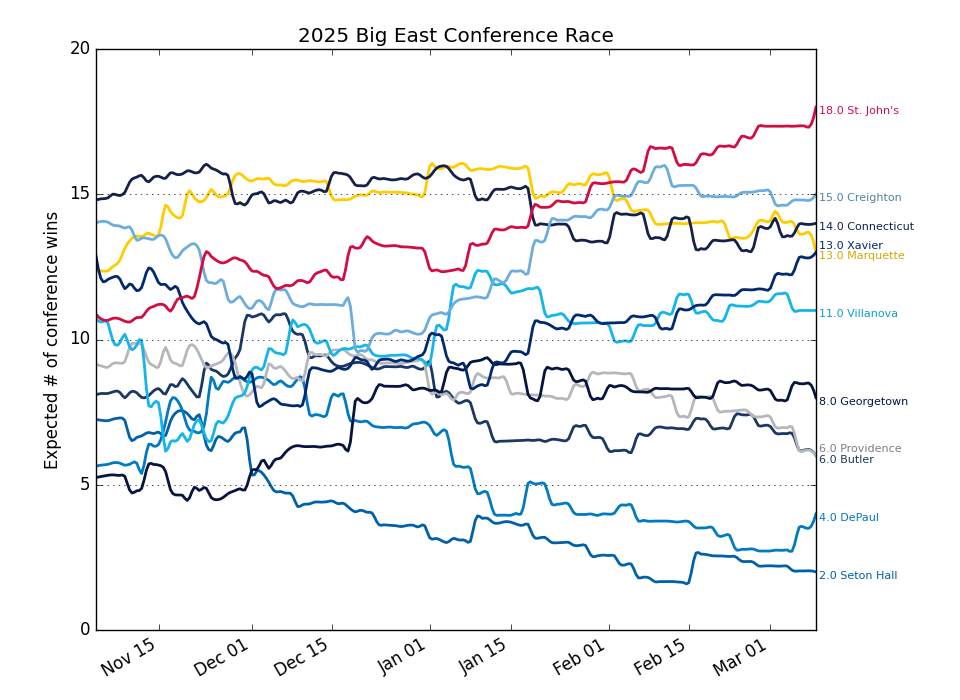 2025 Big East Conference Race
Expected # of conference wins
20
15
10
5
0
18.0 St. John's
15.0 Creighton
14.0 Connecticut
13.0 Xavier
13.0 Marquette
11.0 Villanova
8.0 Georgetown
6.0 Providence
6.0 Butler
4.0 DePaul
2.0 Seton Hall
Nov 15
Dec 01
Dec 15
Jan 01
Jan 15
Feb 01
Feb 15
Mar 01